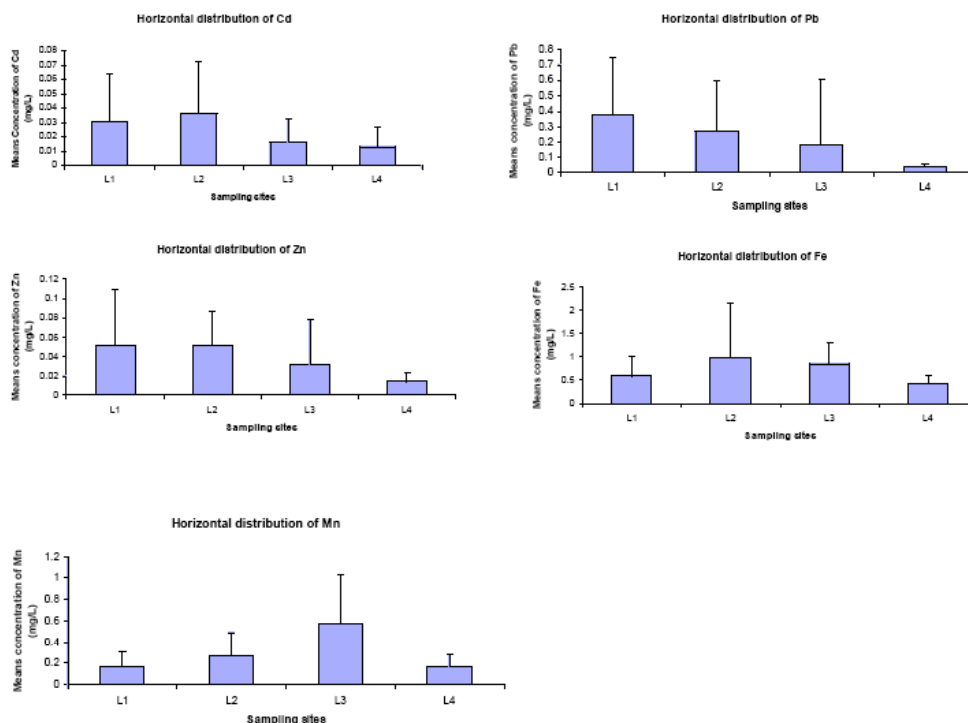 Horizontal distribution of Cd
Means Concentration of Cd
(mg/L)
0.08
0.07
0.06
0.05
0.04
0.03
0.02
0.01
0
L1 L2 L3 L4
Sampling sites
Horizontal distribution of Pb
Means concentration of Pb
(mg/L)
0.8
0.7
0.6
0.5
0.4
0.3
0.2
0.1
0
L1 L2 L3 L4
Sampling sites
Horizontal distribution of Zn
Means concentration of Zn
(mg/L)
0.12
0.1
0.08
0.06
0.04
0.02
0
L1 L2 L3 L4
Sampling sites
Horizontal distribution of Fe
Means concentration of Fe
(mg/L)
2.5
2
1.5
1
0.5
0
L1 L2 L3 L4
Sampling sites
Horizontal distribution of Mn
Means concentration of Mn
(mg/L)
1.2
1
0.8
0.6
0.4
0.2
0
L1 L2 L3 L4
Sampling sites